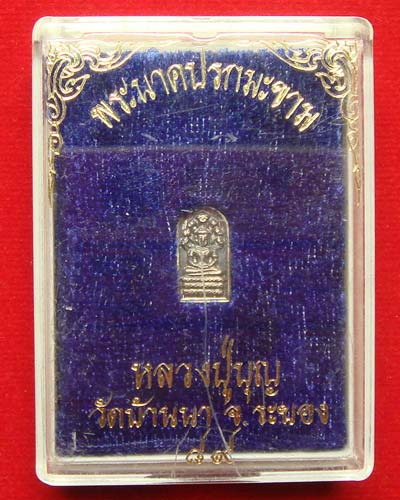 พระนาคปรกมะขาม
หลวงปู่บุญ
วัดบ้านนา จ. ระยอง